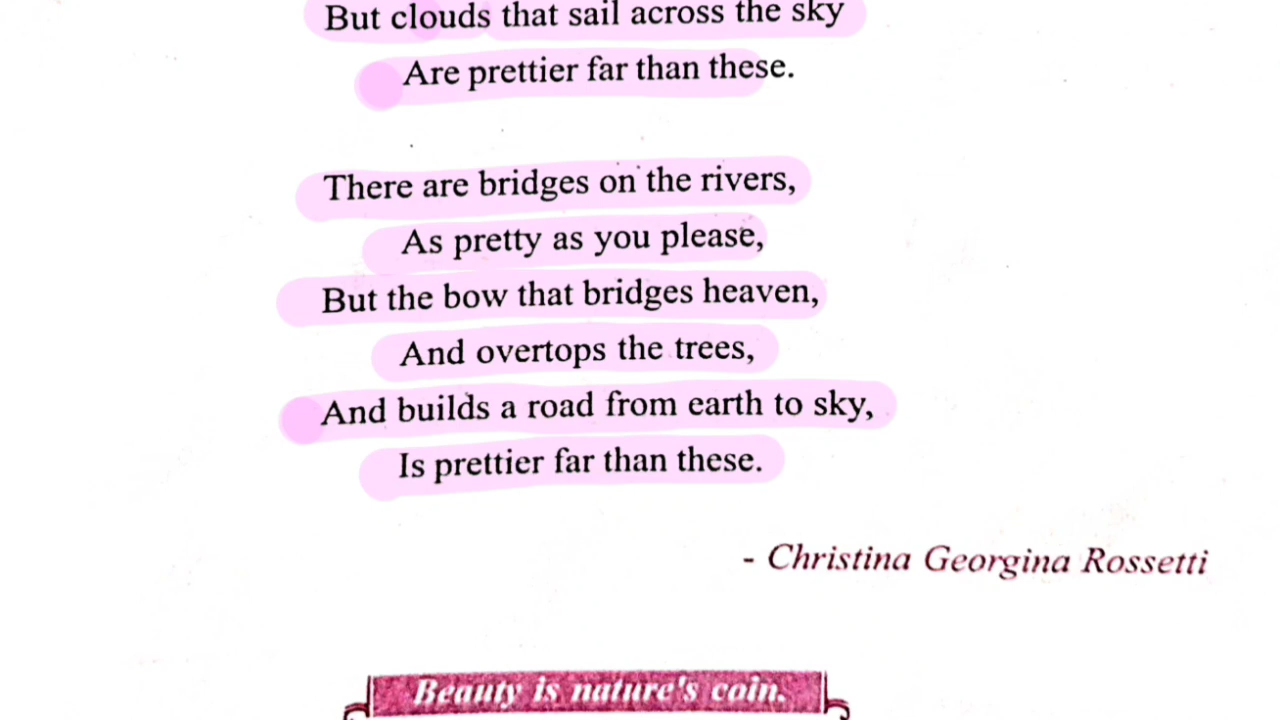 But clouds that sail across the sky
Are prettier far than these.
There are bridges on the rivers,
As pretty as you please,
But the bow that bridges heaven,
And overtops the trees,
And builds a road from earth to sky,
Is prettier far than these.
- Christina Georgina Rossetti
Beauty is nature's coin.